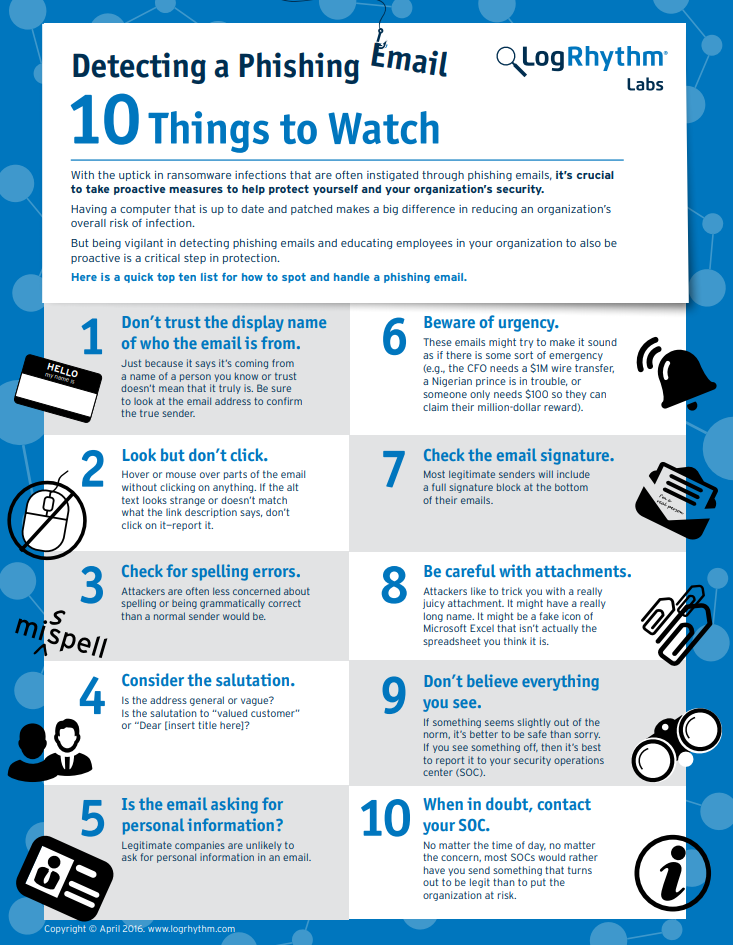 Detecting a Phishing Email
LogRhythm®
Labs
10 Things to Watch
With the uptick in ransomware infections that are often instigated through phishing emails, it's crucial
to take proactive measures to help protect yourself and your organization's security.
Having a computer that is up to date and patched makes a big difference in reducing an organization's
overall risk of infection.
But being vigilant in detecting phishing emails and educating employees in your organization to also be
proactive is a critical step in protection.
Here is a quick top ten list for how to spot and handle a phishing email.
HELLO
my name is
1
Don't trust the display name
of who the email is from.
Just because it says it's coming from
a name of a person you know or trust
doesn't mean that it truly is. Be sure
to look at the email address to confirm
the true sender.
2
Look but don't click.
Hover or mouse over parts of the email
without clicking on anything. If the alt
text looks strange or doesn't match
what the link description says, don't
click on it—report it.
3
Check for spelling errors.
Attackers are often less concerned about
spelling or being grammatically correct
than a normal sender would be.
s
mispell
4
Consider the salutation.
Is the address general or vague?
Is the salutation to "valued customer"
or "Dear [insert title here]?
5
Is the email asking for
personal information?
Legitimate companies are unlikely to
ask for personal information in an email.
6
Beware of urgency.
These emails might try to make it sound
as if there is some sort of emergency
(e.g., the CFO needs a $1M wire transfer,
a Nigerian prince is in trouble, or
someone only needs $100 so they can
claim their million-dollar reward).
7
Check the email signature.
Most legitimate senders will include
a full signature block at the bottom
of their emails.
I'm a
real person
8
Be careful with attachments.
Attackers like to trick you with a really
juicy attachment. It might have a really
long name. It might be a fake icon of
Microsoft Excel that isn't actually the
spreadsheet you think it is.
9
Don't believe everything
you see.
If something seems slightly out of the
norm, it's better to be safe than sorry.
If you see something off, then it's best
to report it to your security operations
center (SOC).
10
When in doubt, contact
your SOC.
No matter the time of day, no matter
the concern, most SOCs would rather
have you send something that turns
out to be legit than to put the
organization at risk.
i
Copyright © April 2016. www.logrhythm.com